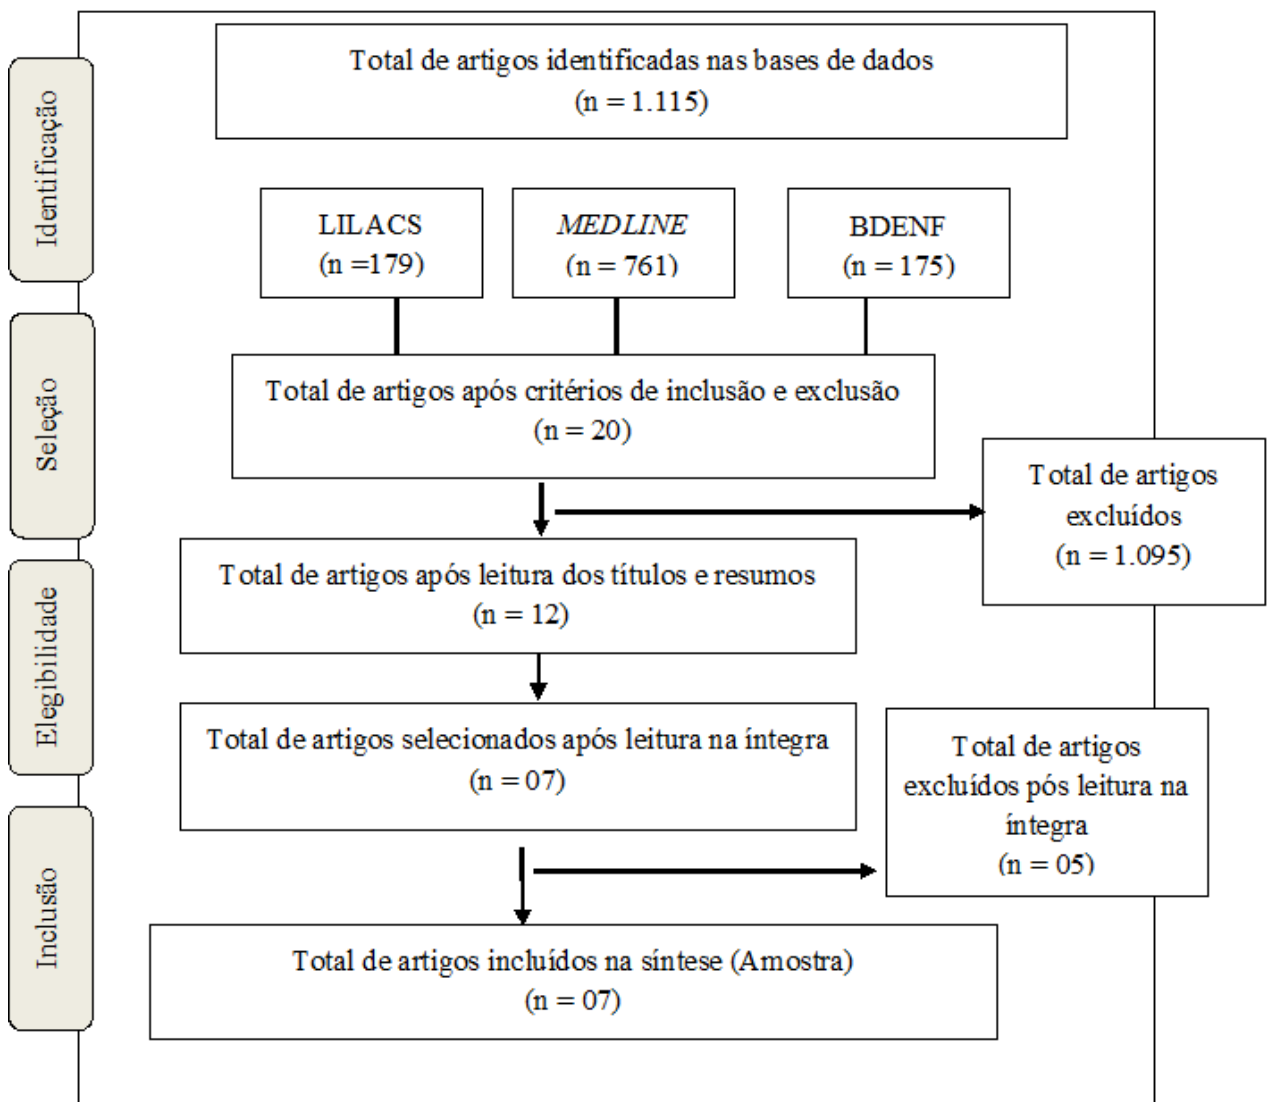 Total de artigos identificadas nas bases de dados
(n = 1.115)
Identificação
LILACS
(n =179)
MEDLINE
(n = 761)
BDENF
(n = 175)
Seleção
Total de artigos após critérios de inclusão e exclusão
(n = 20)
Total de artigos
excluídos
(n = 1.095)
Elegibilidade
Total de artigos após leitura dos títulos e resumos
(n = 12)
Total de artigos selecionados após leitura na íntegra
(n = 07)
Total de artigos
excluídos pós leitura na
íntegra
(n = 05)
Inclusão
Total de artigos incluídos na síntese (Amostra)
(n = 07)